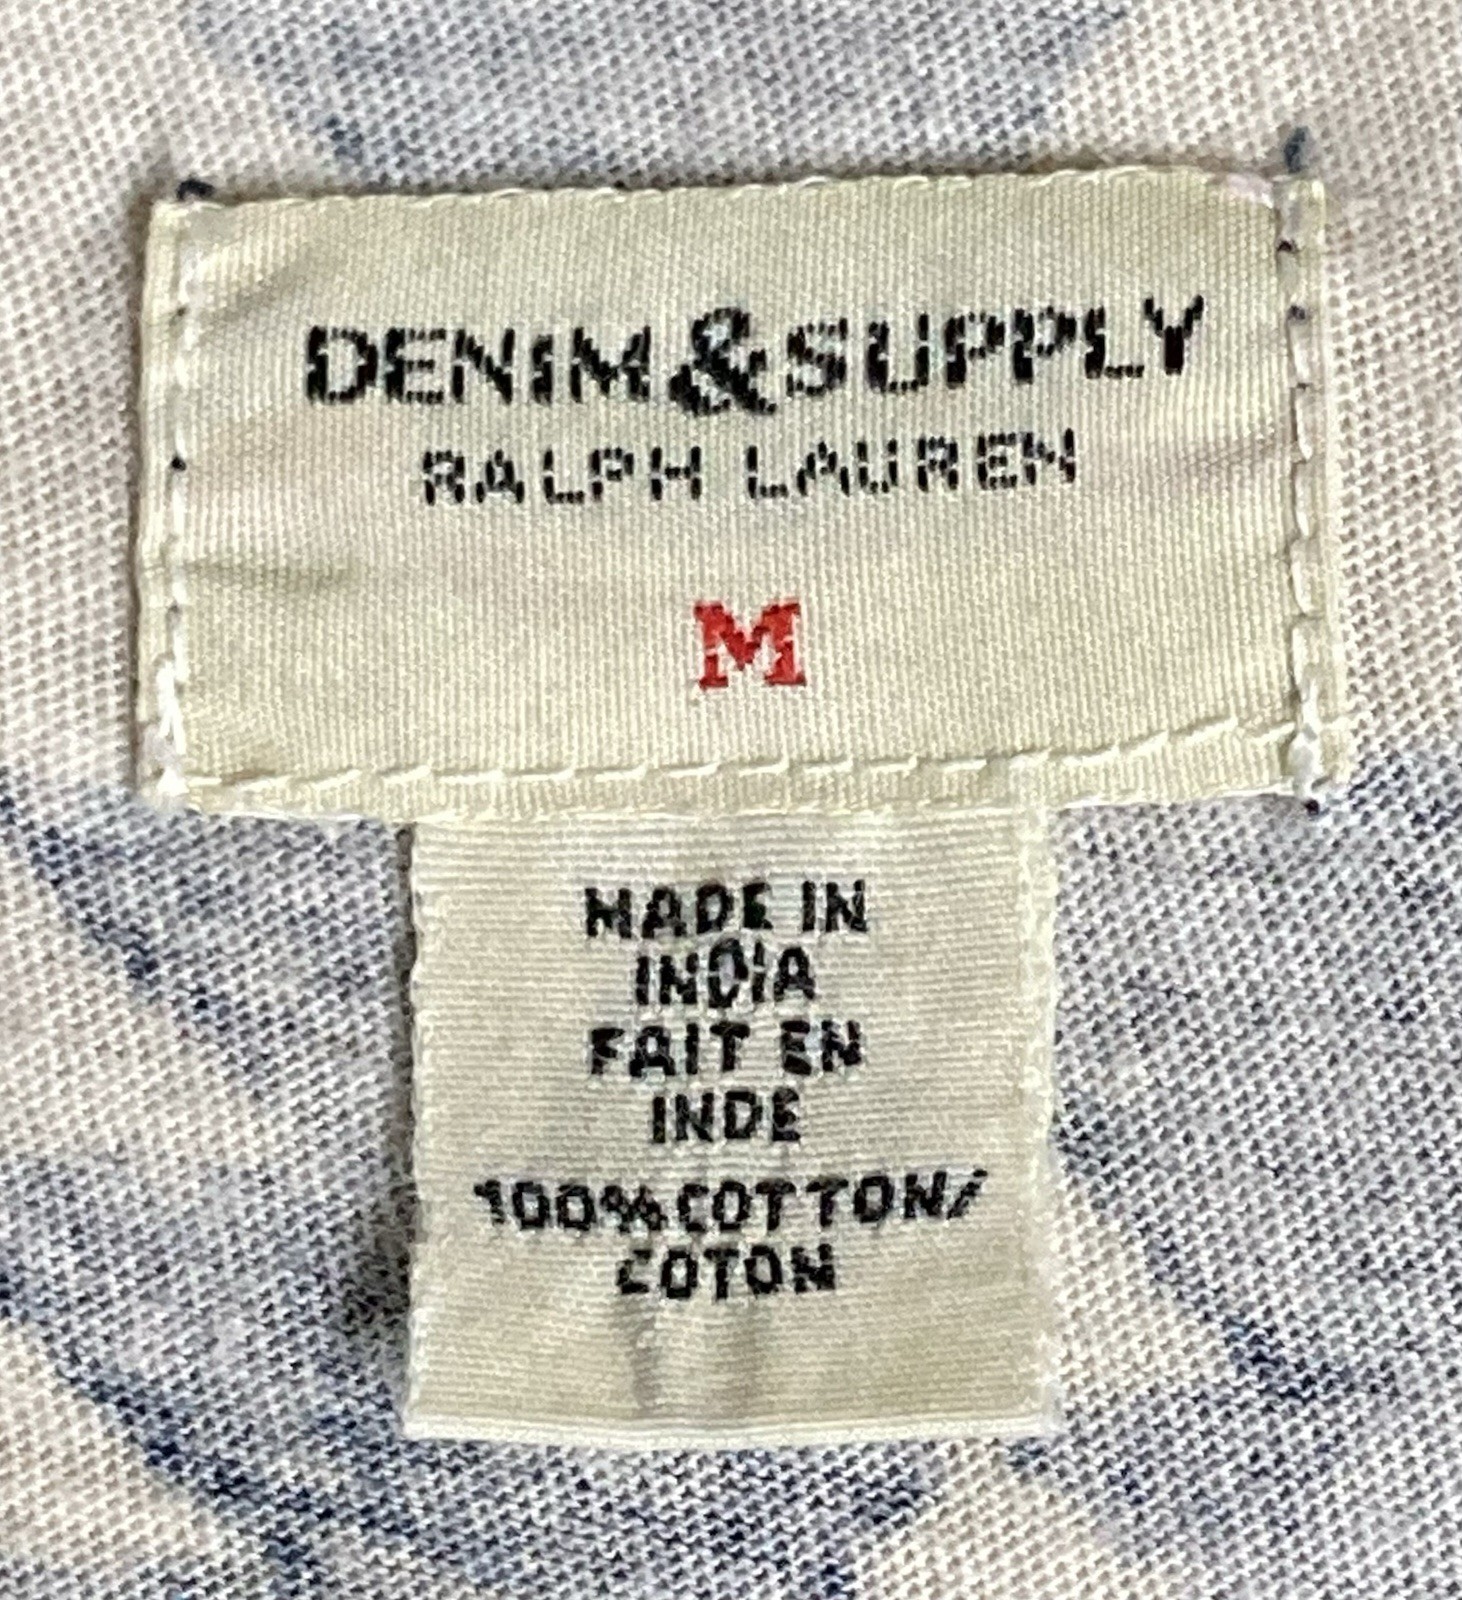 DENIM&SUPPLY
RALPH LAUREN
M
MADE IN
INDIA
FAIT EN
INDE
100% COTTON/
COTON